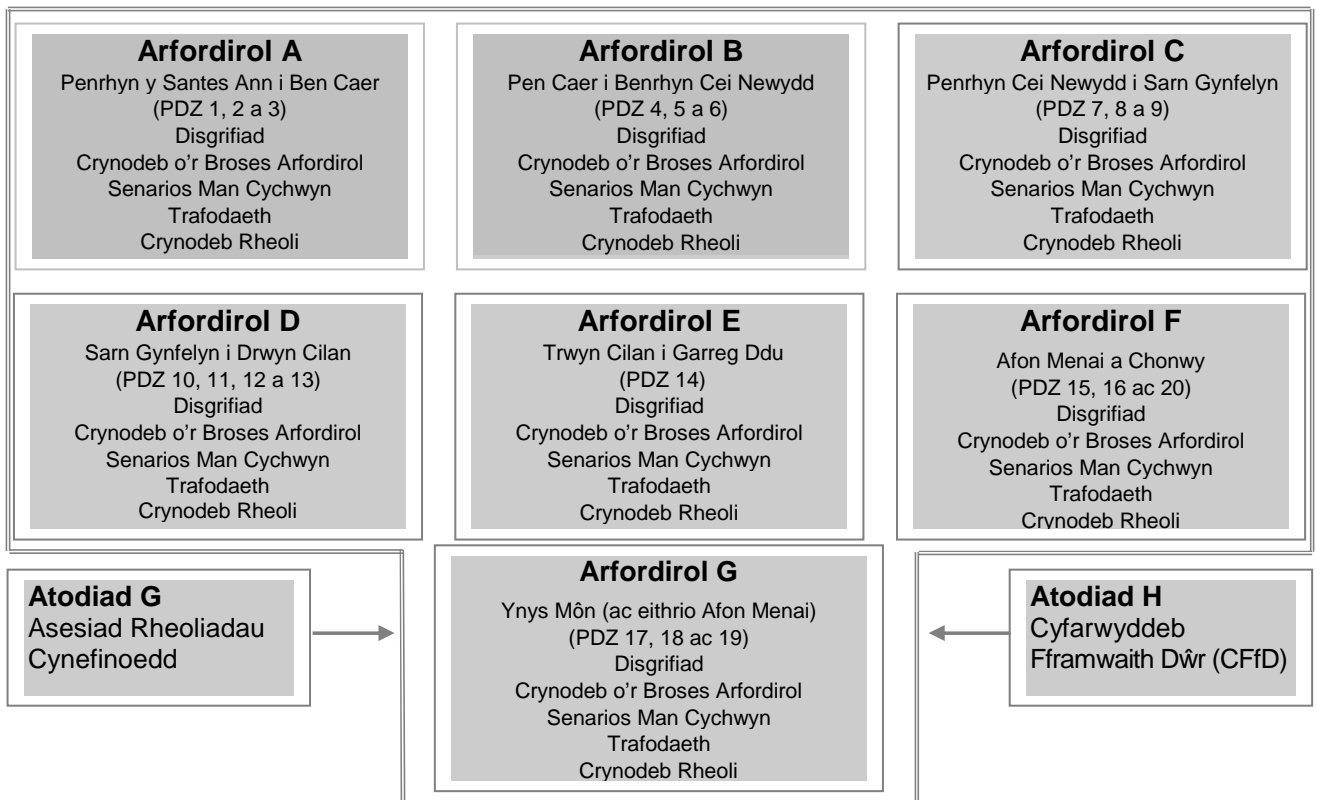 Arfordirol A
Penrhyn y Santes Ann i Ben Caer
(PDZ 1, 2 a 3)
Disgrifiad
Crynodeb o'r Broses Arfordirol
Senarios Man Cychwyn
Trafodaeth
Crynodeb Rheoli
Arfordirol B
Pen Caer i Benrhyn Cei Newydd
(PDZ 4, 5 a 6)
Disgrifiad
Crynodeb o'r Broses Arfordirol
Senarios Man Cychwyn
Trafodaeth
Crynodeb Rheoli
Arfordirol C
Penrhyn Cei Newydd i Sarn Gynfelyn
(PDZ 7, 8 a 9)
Disgrifiad
Crynodeb o'r Broses Arfordirol
Senarios Man Cychwyn
Trafodaeth
Crynodeb Rheoli
Arfordirol D
Sarn Gynfelyn i Drwyn Cilan
(PDZ 10, 11, 12 a 13)
Disgrifiad
Crynodeb o'r Broses Arfordirol
Senarios Man Cychwyn
Trafodaeth
Crynodeb Rheoli
Arfordirol E
Trwyn Cilan i Garreg Ddu
(PDZ 14)
Disgrifiad
Crynodeb o'r Broses Arfordirol
Senarios Man Cychwyn
Trafodaeth
Crynodeb Rheoli
Arfordirol F
Afon Menai a Chonwy
(PDZ 15, 16 ac 20)
Disgrifiad
Crynodeb o'r Broses Arfordirol
Senarios Man Cychwyn
Trafodaeth
Crynodeb Rheoli
Atodiad G
Asesiad Rheoliadau
Cynefinoedd
Arfordirol G
Ynys Môn (ac eithrio Afon Menai)
(PDZ 17, 18 ac 19)
Disgrifiad
Crynodeb o'r Broses Arfordirol
Senarios Man Cychwyn
Trafodaeth
Crynodeb Rheoli
Atodiad H
Cyfarwyddeb
Fframwaith Dŵr (CFfD)